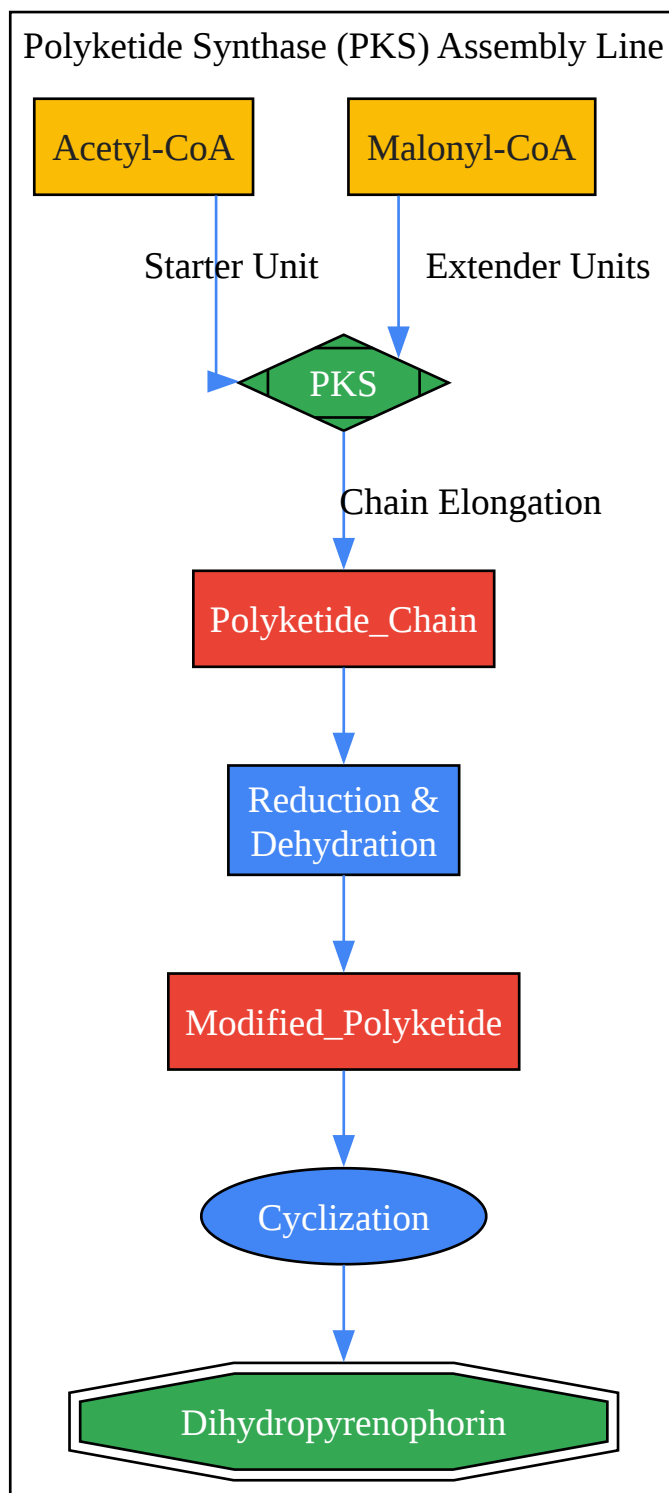 Polyketide Synthase (PKS) Assembly Line
Acetyl-CoA
Malonyl-CoA
Starter Unit
Extender Units
PKS
Chain Elongation
Polyketide_Chain
Reduction &
Dehydration
Modified_Polyketide
Cyclization
Dihydropyrenophorin